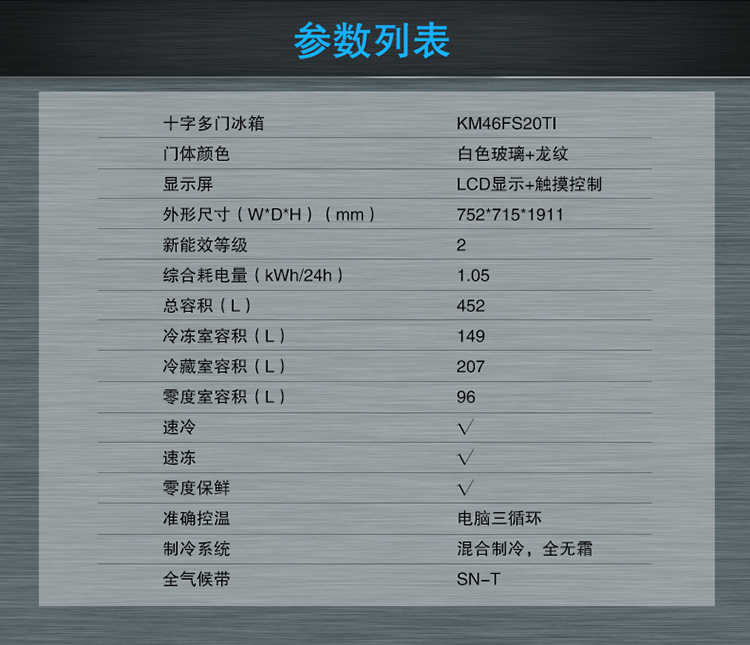 参数列表
十字多门冰箱 KM46FS20TI
门体颜色 白色玻璃+龙纹
显示屏 LCD显示+触摸控制
外形尺寸(W*D*H)(mm) 752*715*1911
新能效等级 2
综合耗电量(kWh/24h) 1.05
总容积(L) 452
冷冻室容积(L) 149
冷藏室容积(L) 207
零度室容积(L) 96
速冷 √
速冻 √
零度保鲜 √
准确控温 电脑三循环
制冷系统 混合制冷，全无霜
全气候带 SN-T